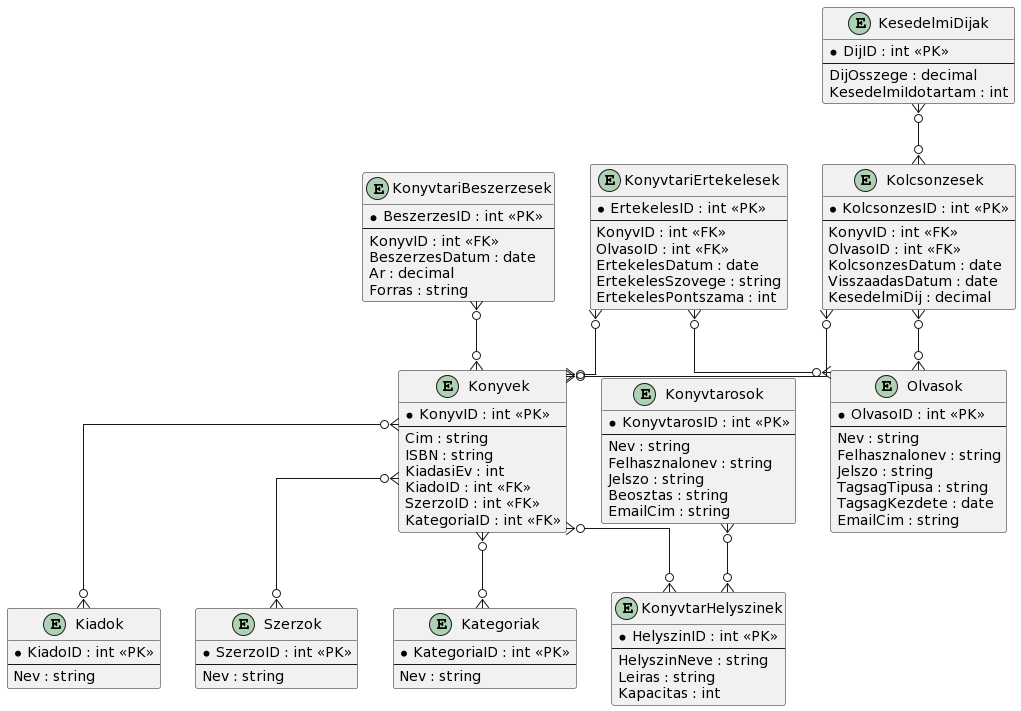 E KesedelmiDijak
DijID : int «PK»
DijOsszege : decimal
KesedelmiIdotartam : int
E KonyvtariBeszerzesek
BeszerzesID : int «PK»
KonyvID : int «FK»
BeszerzesDatum : date
Ar : decimal
Forras : string
E KonyvtariErtekelesek
ErtekelesID : int «PK»
KonyvID : int «FK»
OlvasoID : int «FK»
ErtekelesDatum : date
ErtekelesSzovege : string
ErtekelesPontszama : int
E Kolcsonzesek
KolcsonzesID : int «PK»
KonyvID : int «FK»
OlvasoID : int «FK»
KolcsonzesDatum : date
VisszaadasDatum : date
KesedelmiDij : decimal
E Konyvek
KonyvID : int «PK»
Cim : string
ISBN : string
KiadasiEv : int
KiadoID : int «FK»
SzerzoID : int «FK»
KategoriaID : int «FK»
E Konyvtarosok
KonyvtarosID : int «PK»
Nev : string
Felhasznalonev : string
Jelszo : string
Beosztas : string
EmailCim : string
E Olvasok
OlvasoID : int «PK»
Nev : string
Felhasznalonev : string
Jelszo : string
TagsagTipusa : string
TagsagKezdete : date
EmailCim : string
E Kiadok
KiadoID : int «PK»
Nev : string
E Szerzok
SzerzoID : int «PK»
Nev : string
E Kategoriak
KategoriaID : int «PK»
Nev : string
E KonyvtarHelyszinek
HelyszinID : int «PK»
HelyszinNeve : string
Leiras : string
Kapacitas : int